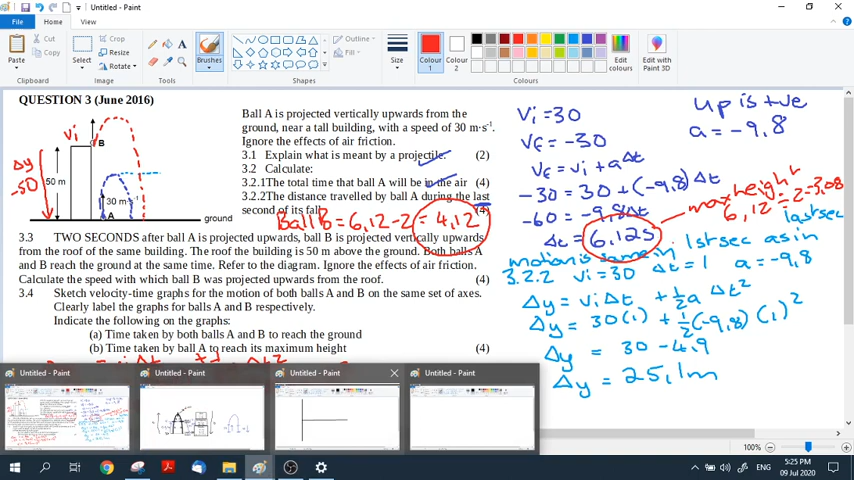 Untitled - Paint
File
Home
View
Paste
Cut
Copy
Clipboard
Select
Crop
Resize
Rotate
Image
A
Tools
Brushes
Shapes
Outline
Fill
Size
Colour 1
Colour 2
Colours
Edit colours
Edit with Paint 3D
QUESTION 3 (June 2016)
Ball A is projected vertically upwards from the
ground, near a tall building, with a speed of 30 m·s⁻¹.
Ignore the effects of air friction.
3.1 Explain what is meant by a projectile. (2)
3.2 Calculate:
3.2.1 The total time that ball A will be in the air (4)
3.2.2 The distance travelled by ball A during the last
second of its fall (4)
Vi
B
Δy
-50
50 m
30 m·s⁻¹
A
ground
Ball B = 6,12-2 = 4,12
3.3 TWO SECONDS after ball A is projected upwards, ball B is projected vertically upwards
from the roof of the same building. The roof the building is 50 m above the ground. Both balls A
and B reach the ground at the same time. Refer to the diagram. Ignore the effects of air friction.
Calculate the speed with which ball B was projected upwards from the roof. (4)
3.4 Sketch velocity-time graphs for the motion of both balls A and B on the same set of axes.
Clearly label the graphs for balls A and B respectively.
Indicate the following on the graphs:
(a) Time taken by both balls A and B to reach the ground
(b) Time taken by ball A to reach its maximum height (4)
Vi = 30
Vf = -30
Vf = Vi + aΔt
-30 = 30 + (-9,8)Δt
-60 = -9,8Δt
Δt = 6,12s
up is +ve
a = -9,8
max height
6,12 ÷ 2 = 3,08
last sec
motion is same in 1st sec as in
3.2.2 Vi = 30 Δt = 1 a = -9,8
Δy = ViΔt + ½aΔt²
Δy = 30(1) + ½(-9,8)(1)²
Δy = 30 - 4,9
Δy = 25,1m
Untitled - Paint
Untitled - Paint
Untitled - Paint
Untitled - Paint
100%
ENG
5:25 PM
09 Jul 2020